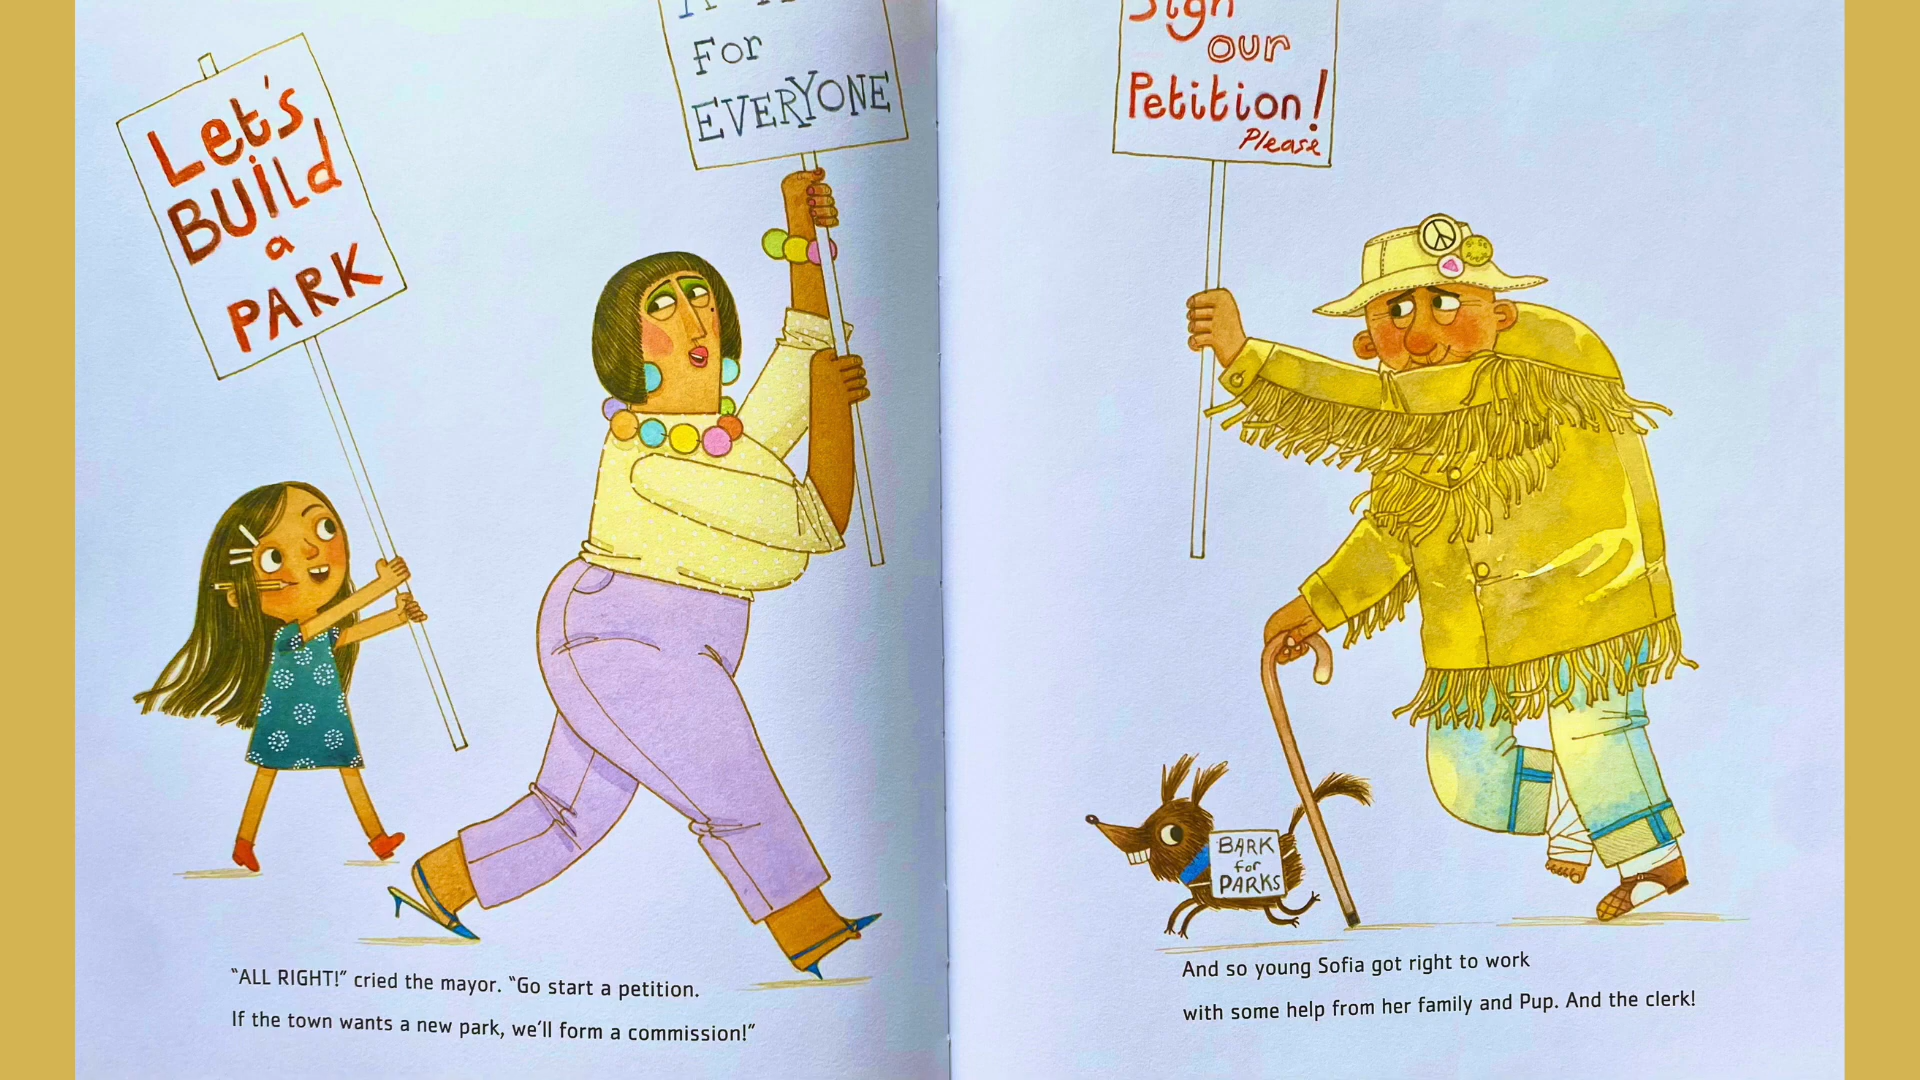 Let's
BUiLd
a
PARK
For
EVERYONE
Sign
our
Petition!
Please
BARK
for
PARKS
"ALL RIGHT!" cried the mayor. "Go start a petition.
If the town wants a new park, we'll form a commission!"
And so young Sofia got right to work
with some help from her family and Pup. And the clerk!